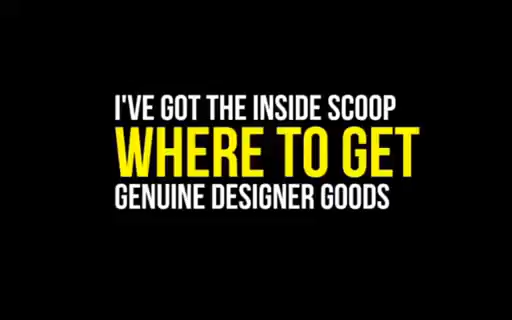 I'VE GOT THE INSIDE SCOOP
WHERE TO GET
GENUINE DESIGNER GOODS